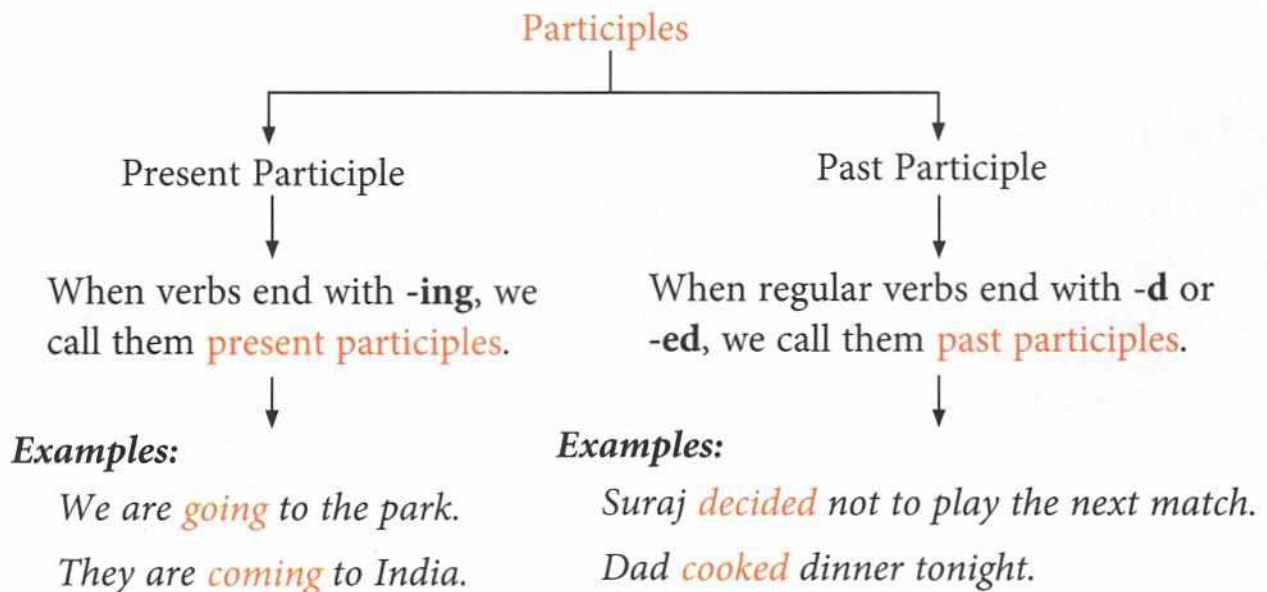 Participles
Present Participle
When verbs end with -ing, we
call them present participles.
Examples:
We are going to the park.
They are coming to India.
Past Participle
When regular verbs end with -d or
-ed, we call them past participles.
Examples:
Suraj decided not to play the next match.
Dad cooked dinner tonight.